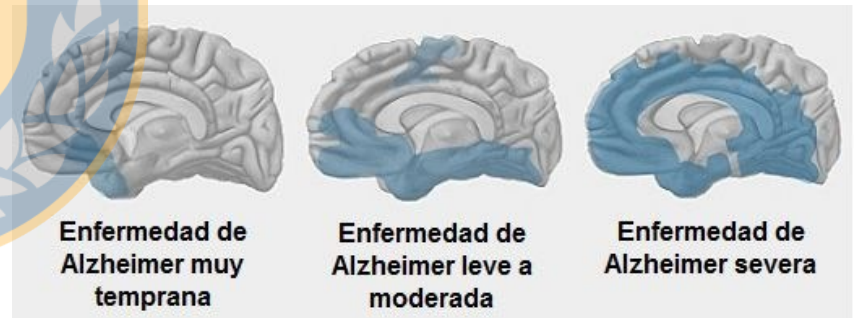 Enfermedad de
Alzheimer muy
temprana
Enfermedad de
Alzheimer leve a
moderada
Enfermedad de
Alzheimer severa